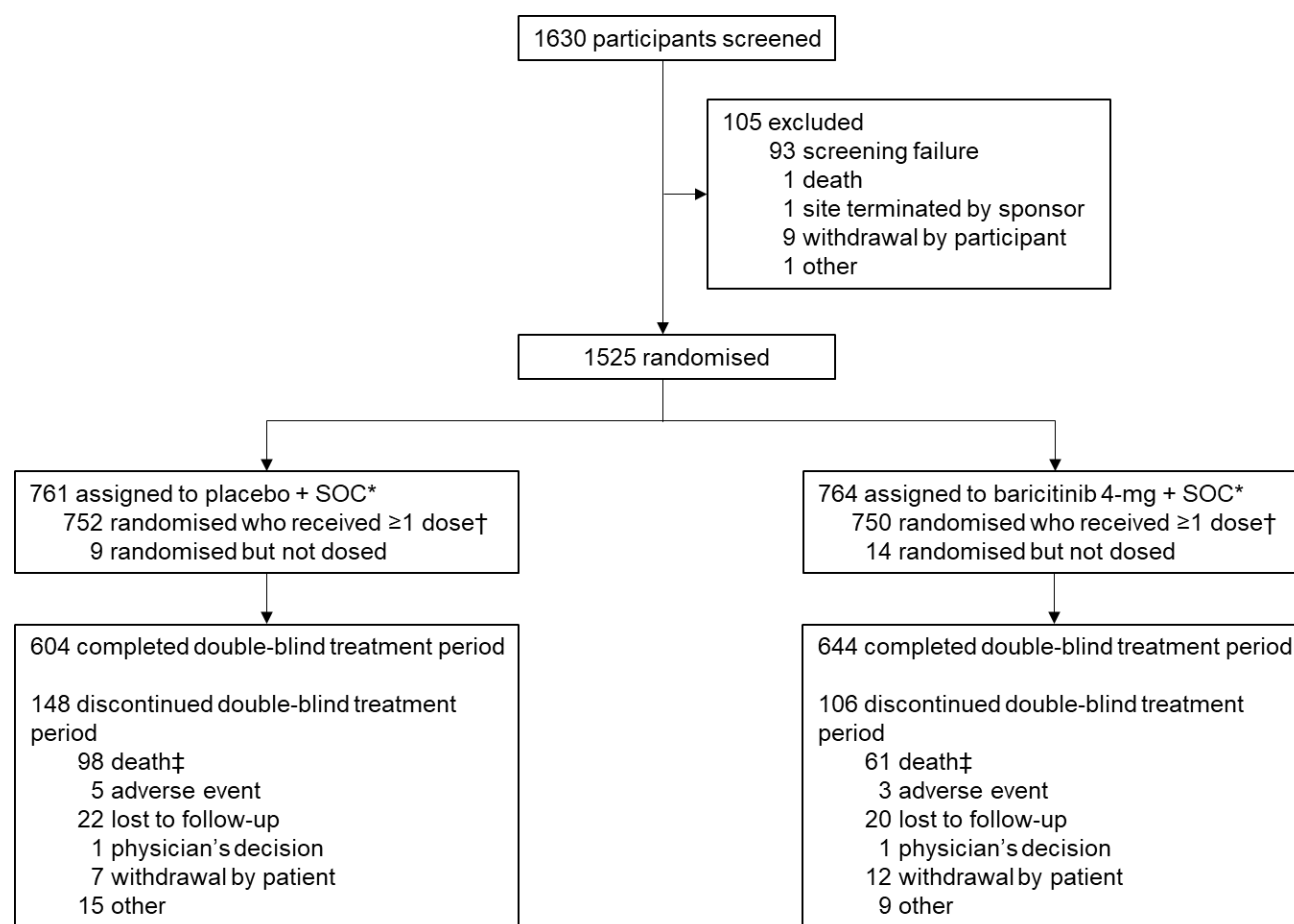 1630 participants screened
105 excluded
93 screening failure
1 death
1 site terminated by sponsor
9 withdrawal by participant
1 other
1525 randomised
761 assigned to placebo + SOC*
752 randomised who received ≥1 dose†
9 randomised but not dosed
764 assigned to baricitinib 4-mg + SOC*
750 randomised who received ≥1 dose†
14 randomised but not dosed
604 completed double-blind treatment period
148 discontinued double-blind treatment
period
98 death‡
5 adverse event
22 lost to follow-up
1 physician’s decision
7 withdrawal by patient
15 other
644 completed double-blind treatment period
106 discontinued double-blind treatment
period
61 death‡
3 adverse event
20 lost to follow-up
1 physician’s decision
12 withdrawal by patient
9 other